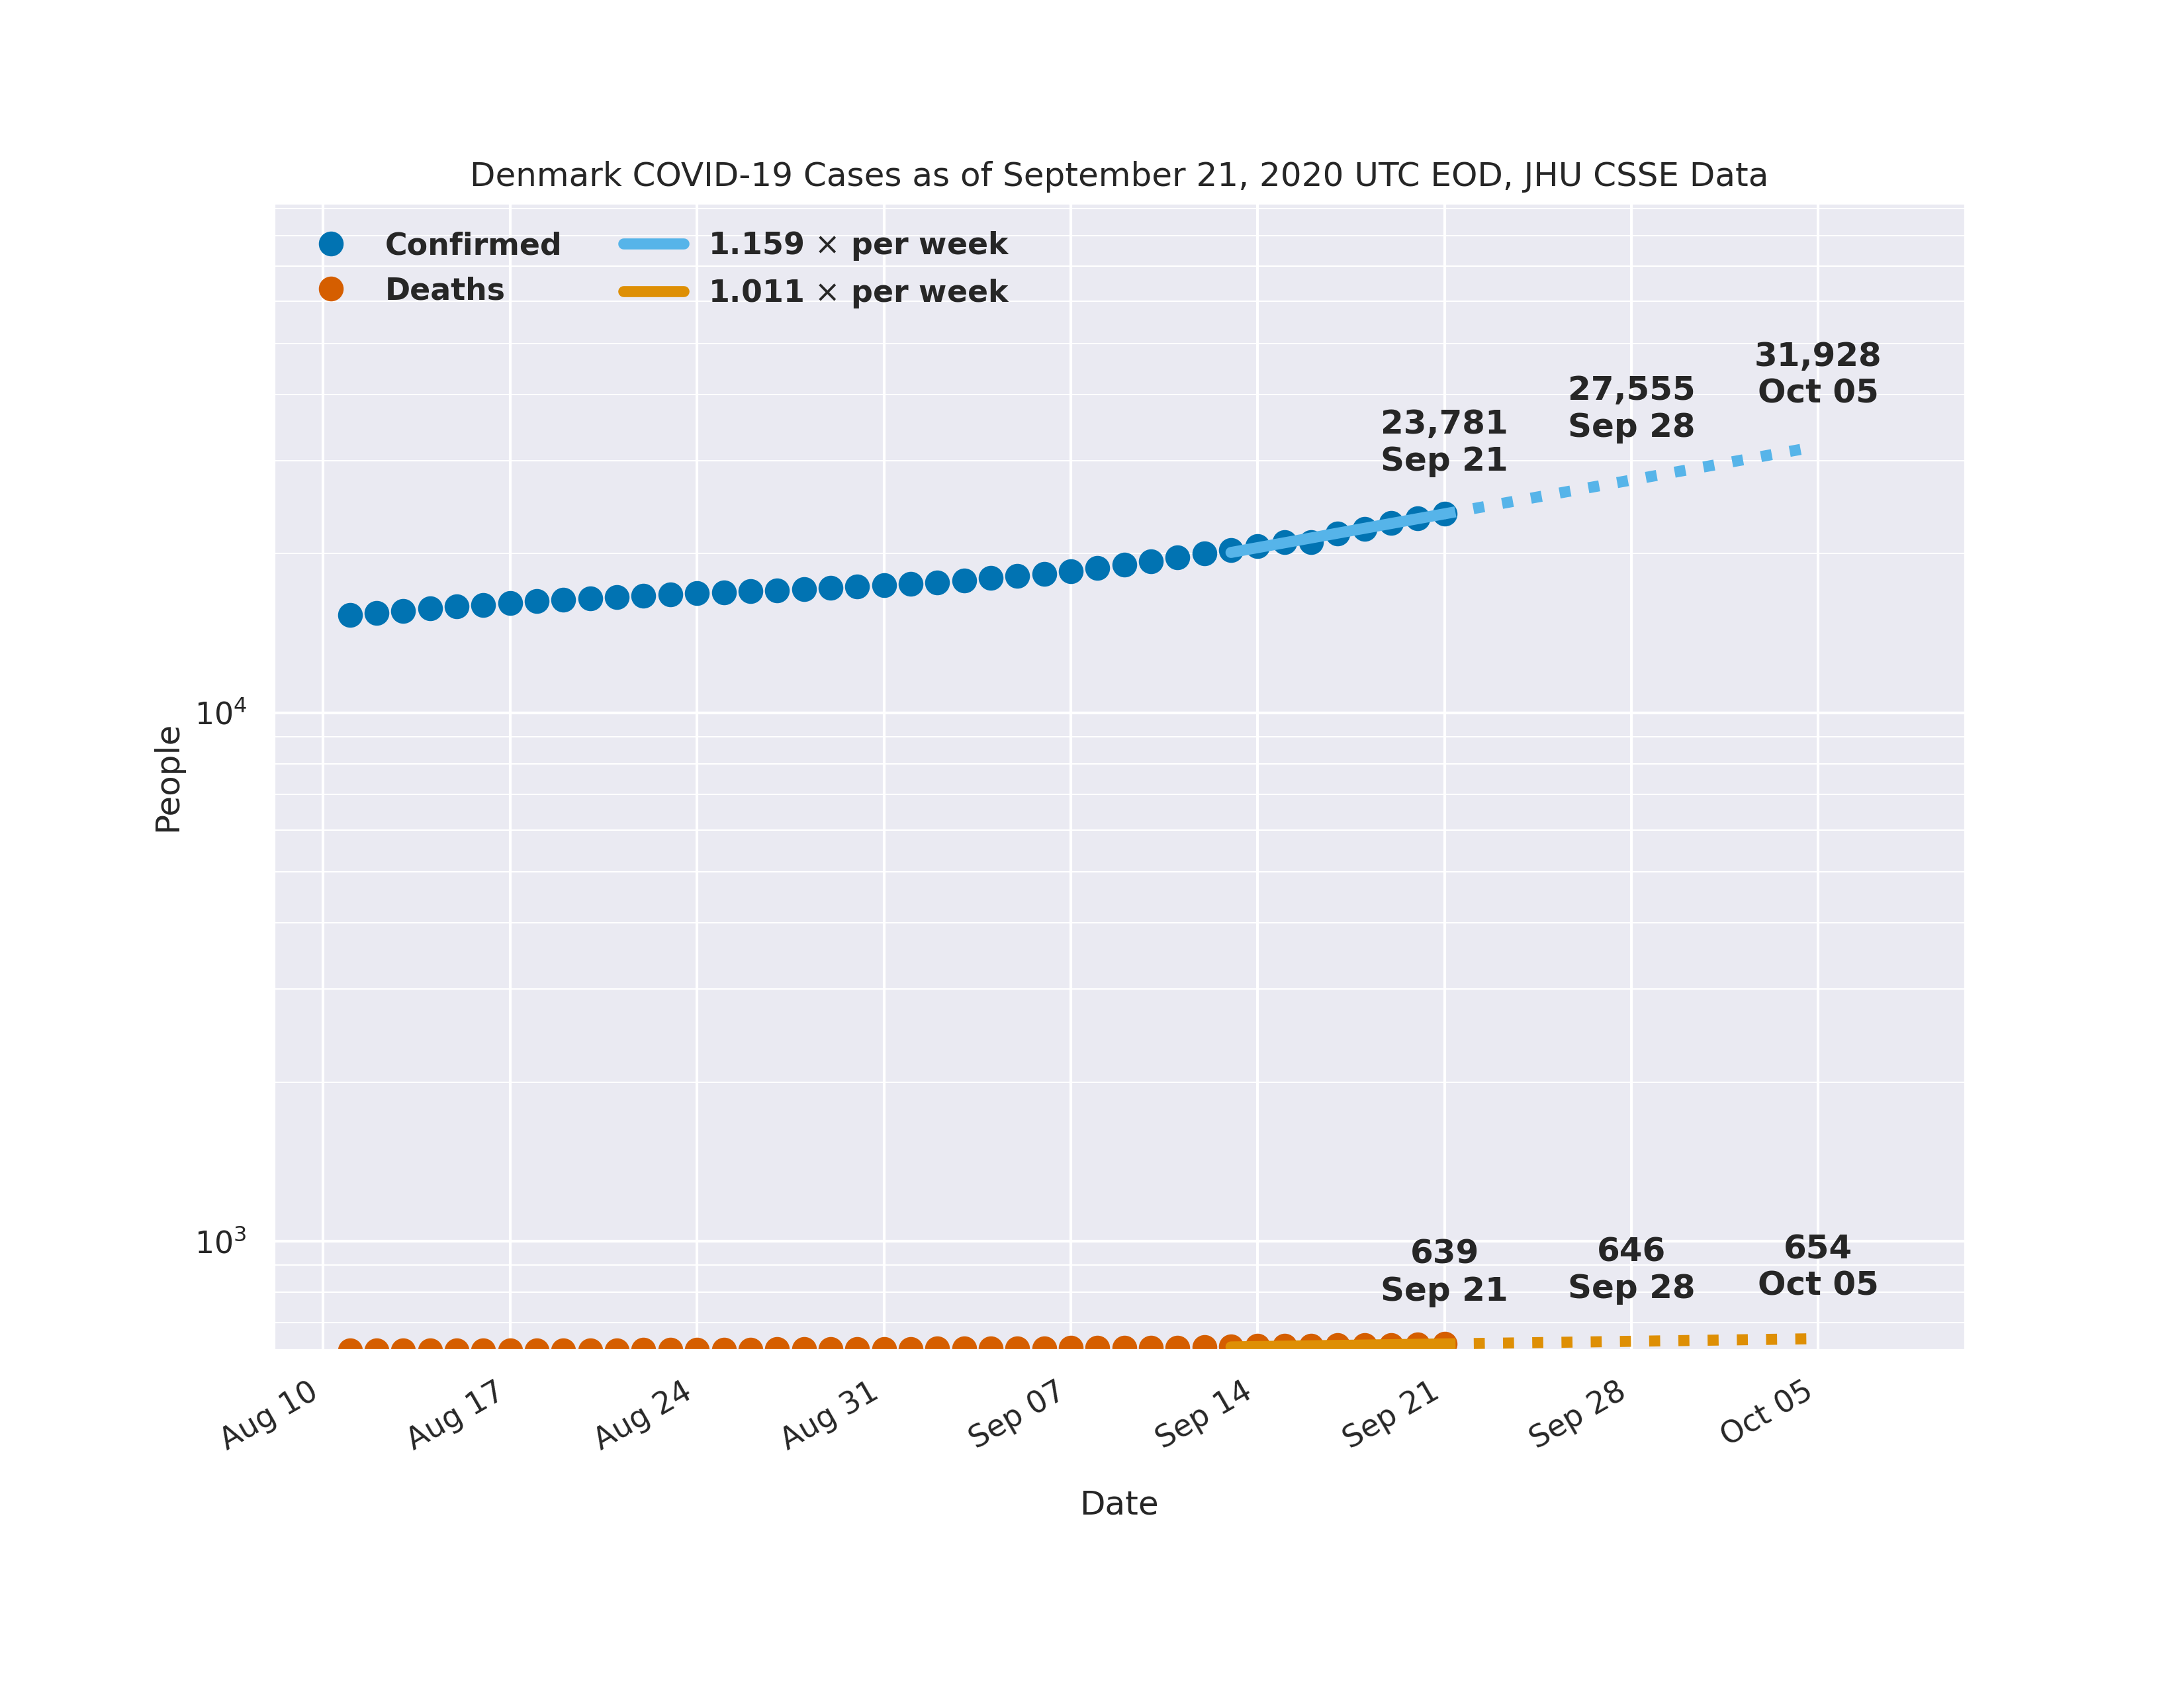 Denmark COVID-19 Cases as of September 21, 2020 UTC EOD, JHU CSSE Data
Confirmed
Deaths
1.159 × per week
1.011 × per week
31,928
Oct 05
27,555
Sep 28
23,781
Sep 21
10⁴
People
10³
639
Sep 21
646
Sep 28
654
Oct 05
Aug 10
Aug 17
Aug 24
Aug 31
Sep 07
Sep 14
Sep 21
Sep 28
Oct 05
Date